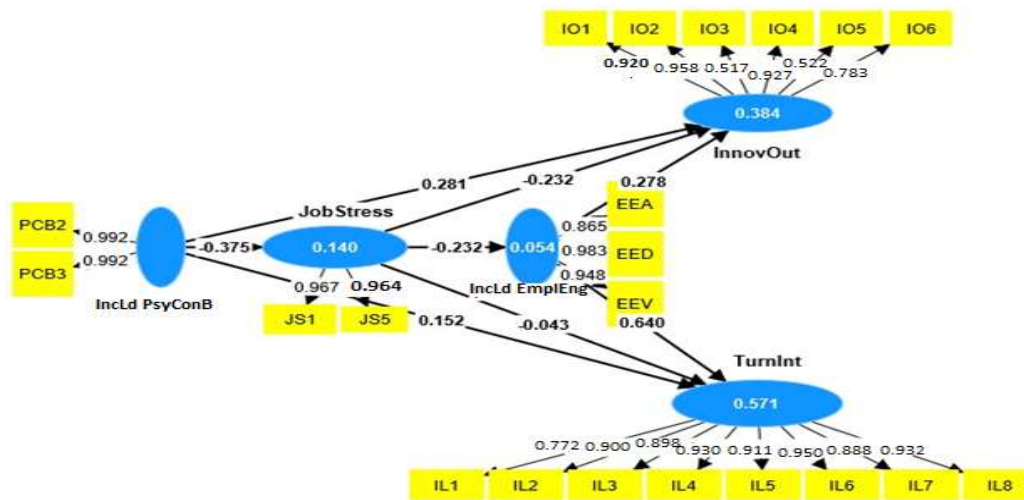 IO1 IO2 IO3 IO4 IO5 IO6
0.920 0.958 0.517 0.927 0.522 0.783
0.384
InnovOut
0.281 -0.232 0.278
JobStress
EEA
PCB2 0.992
0.865
-0.375 0.140 -0.232 0.054
0.983 EED
PCB3 0.992
0.948
IncLd PsyConB
0.967 0.964
IncLd EmplEng
EEV
JS1 JS5
0.152 -0.043 0.640
TurnInt
0.571
0.772 0.900 0.898 0.930 0.911 0.950 0.888 0.932
IL1 IL2 IL3 IL4 IL5 IL6 IL7 IL8